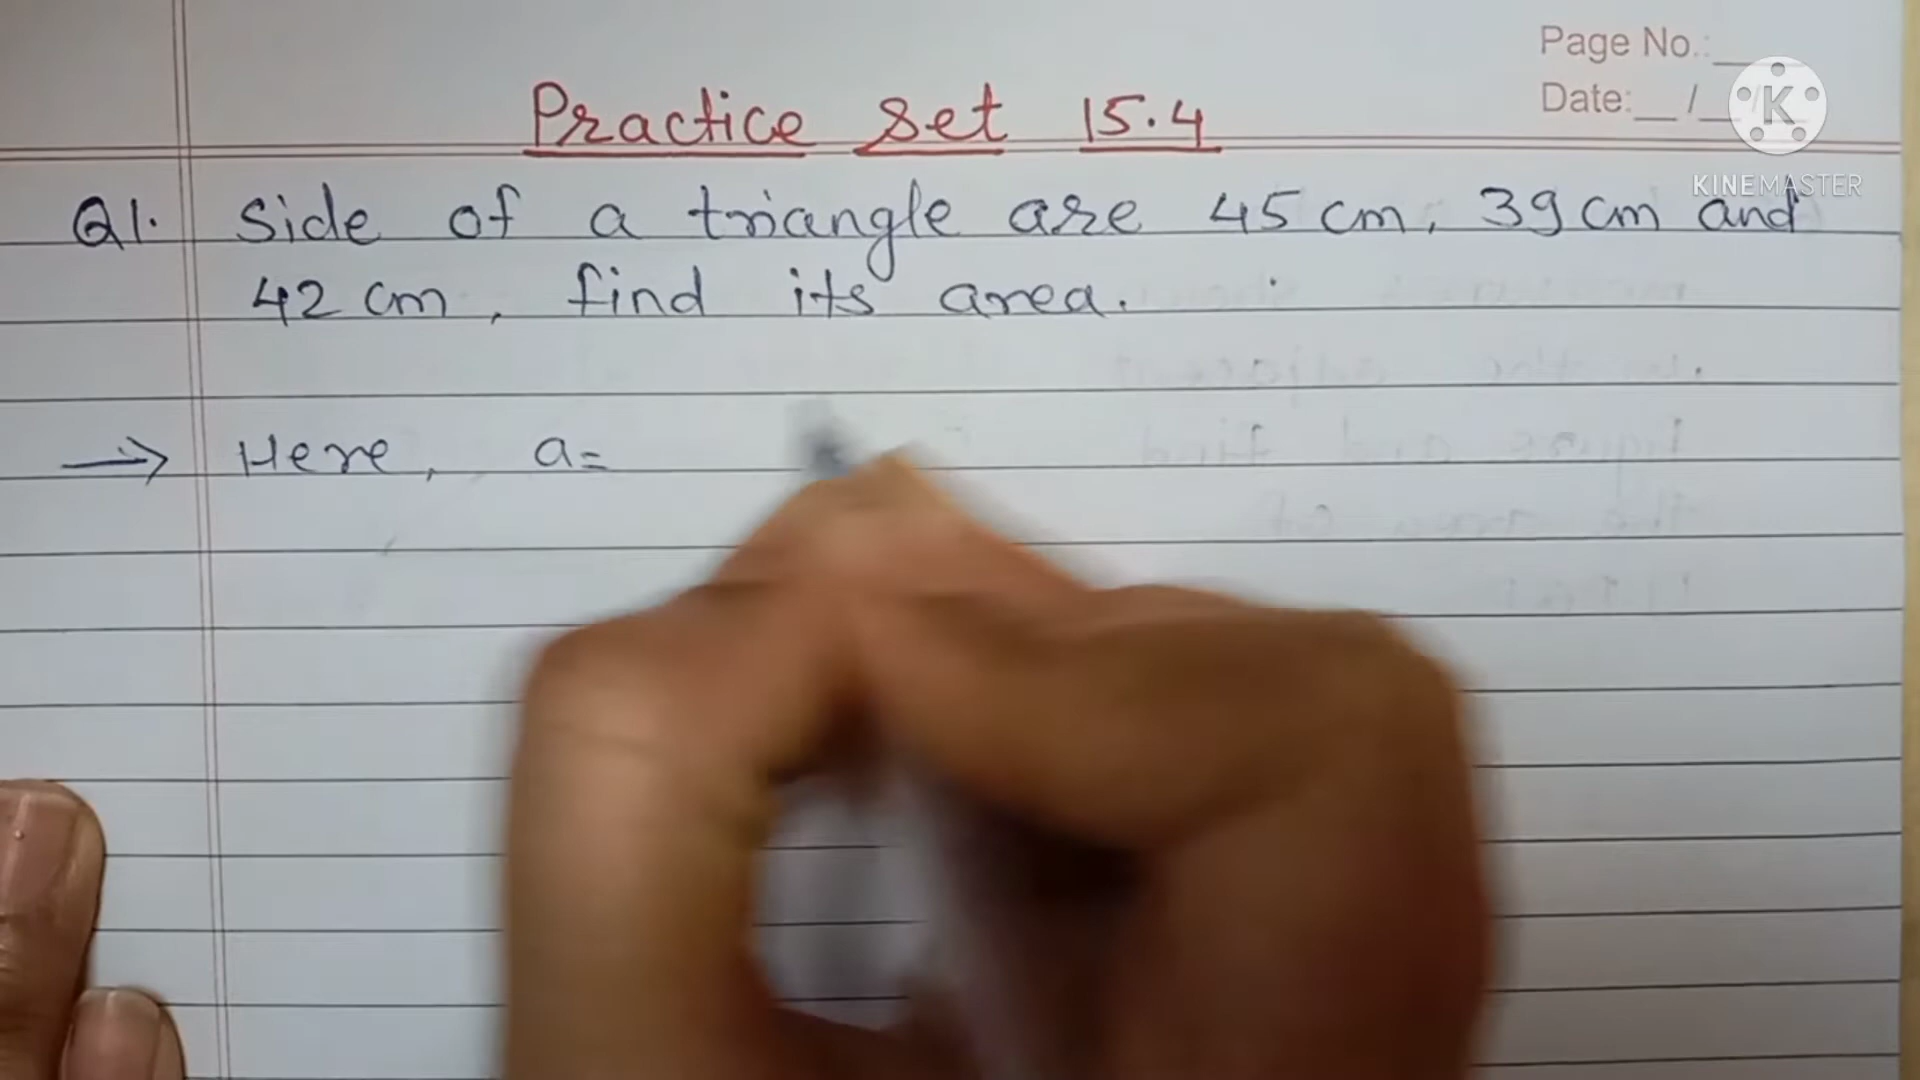 Page No.:
Date: / /
K
KINEMASTER
Practice set 15.4
Q1. Side of a triangle are 45 cm, 39 cm and
42 cm, find its area.
→ Here, a=